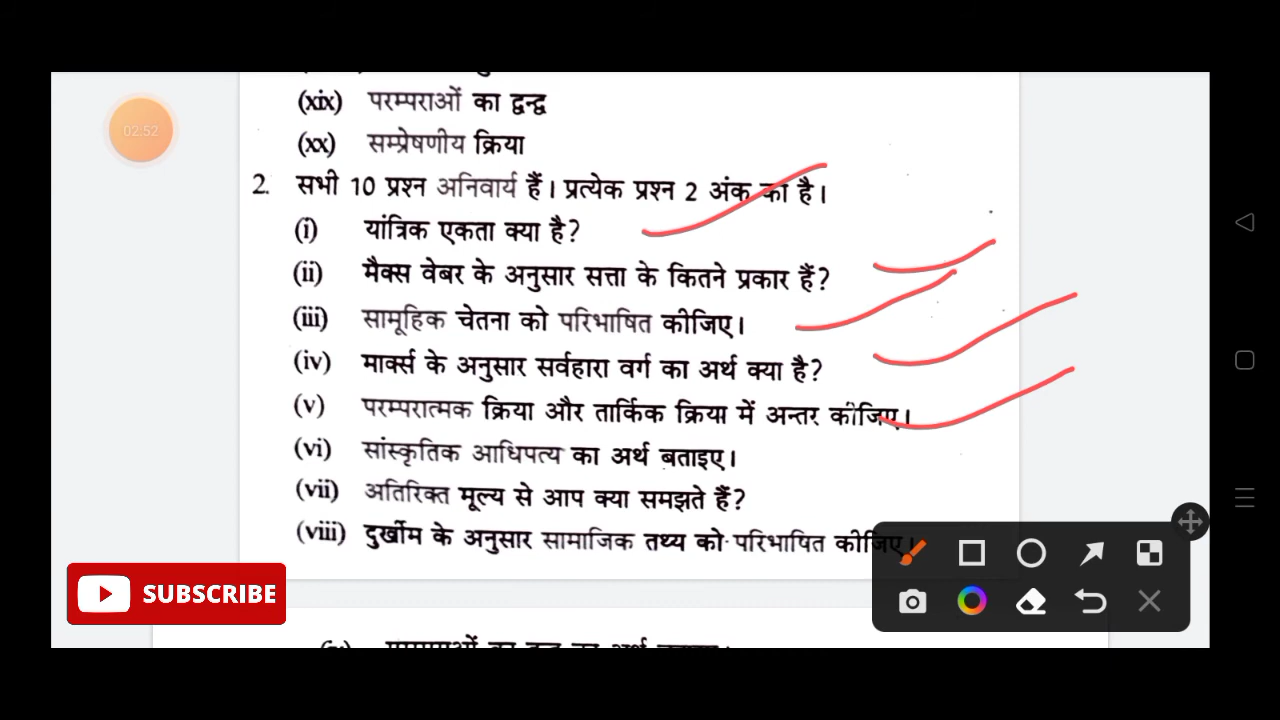 02:52
(xix) परम्पराओं का द्वन्द्व
(xx) सम्प्रेषणीय क्रिया
2. सभी 10 प्रश्न अनिवार्य हैं। प्रत्येक प्रश्न 2 अंक का है।
(i) यांत्रिक एकता क्या है?
(ii) मैक्स वेबर के अनुसार सत्ता के कितने प्रकार हैं?
(iii) सामूहिक चेतना को परिभाषित कीजिए।
(iv) मार्क्स के अनुसार सर्वहारा वर्ग का अर्थ क्या है?
(v) परम्परात्मक क्रिया और तार्किक क्रिया में अन्तर कीजिए।
(vi) सांस्कृतिक आधिपत्य का अर्थ बताइए।
(vii) अतिरिक्त मूल्य से आप क्या समझते हैं?
(viii) दुर्खीम के अनुसार सामाजिक तथ्य को परिभाषित कीजिए।
SUBSCRIBE